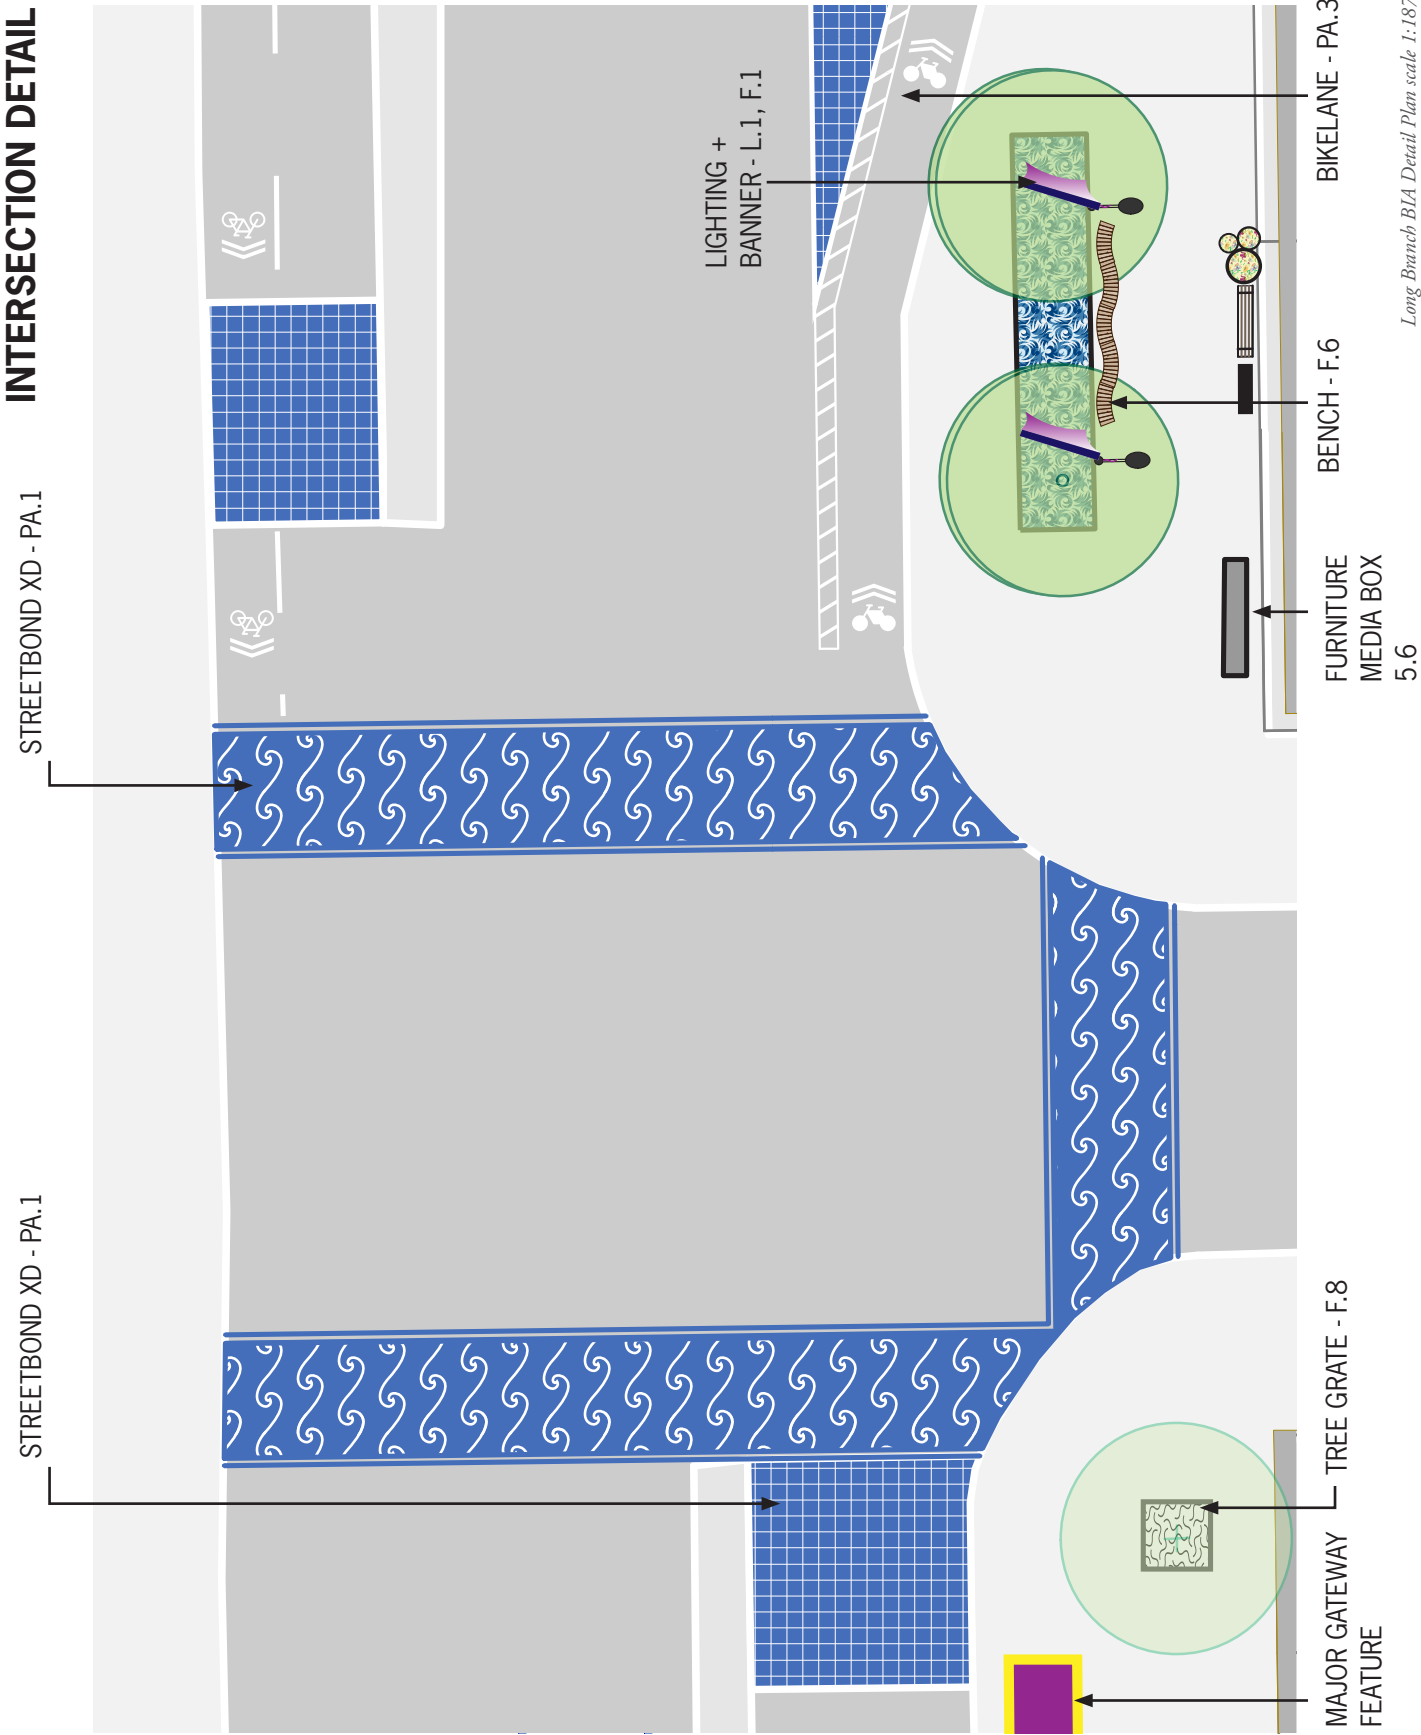 INTERSECTION DETAIL
STREETBOND XD - PA.1
STREETBOND XD - PA.1
LIGHTING +
BANNER - L.1, F.1
MAJOR GATEWAY
FEATURE
TREE GRATE - F.8
FURNITURE
MEDIA BOX
5.6
BENCH - F.6
BIKELANE - PA.3
Long Branch BIA Detail Plan scale 1:187